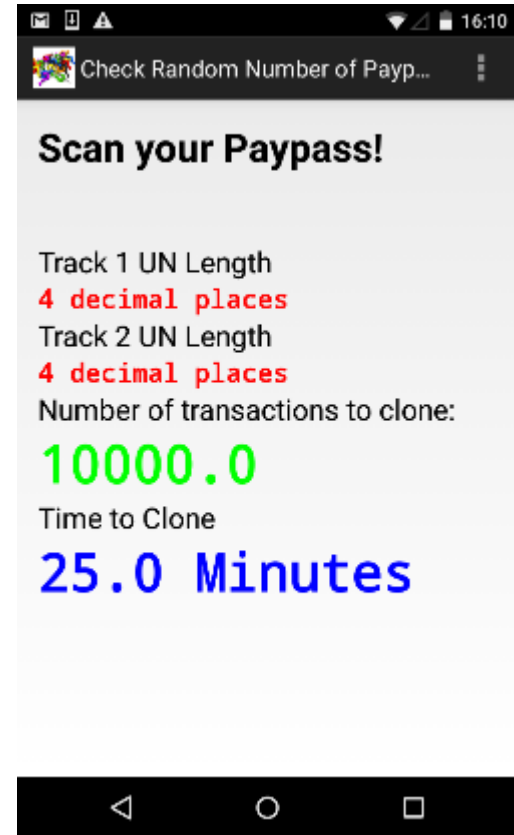 16:10
Check Random Number of Payp...
Scan your Paypass!
Track 1 UN Length
4 decimal places
Track 2 UN Length
4 decimal places
Number of transactions to clone:
10000.0
Time to Clone
25.0 Minutes